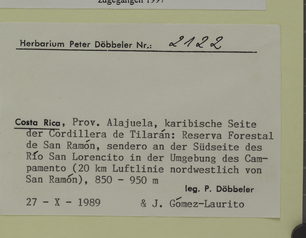 zugegangen 1997
Herbarium Peter Döbbeler Nr.: 2122
Costa Rica, Prov. Alajuela, karibische Seite
der Cordillera de Tilarán: Reserva Forestal
de San Ramón, sendero an der Südseite des
Río San Lorencito in der Umgebung des Cam-
pamento (20 km Luftlinie nordwestlich von
San Ramón), 850 - 950 m
leg. P. Döbbeler
27 - X - 1989 & J. Gómez-Laurito